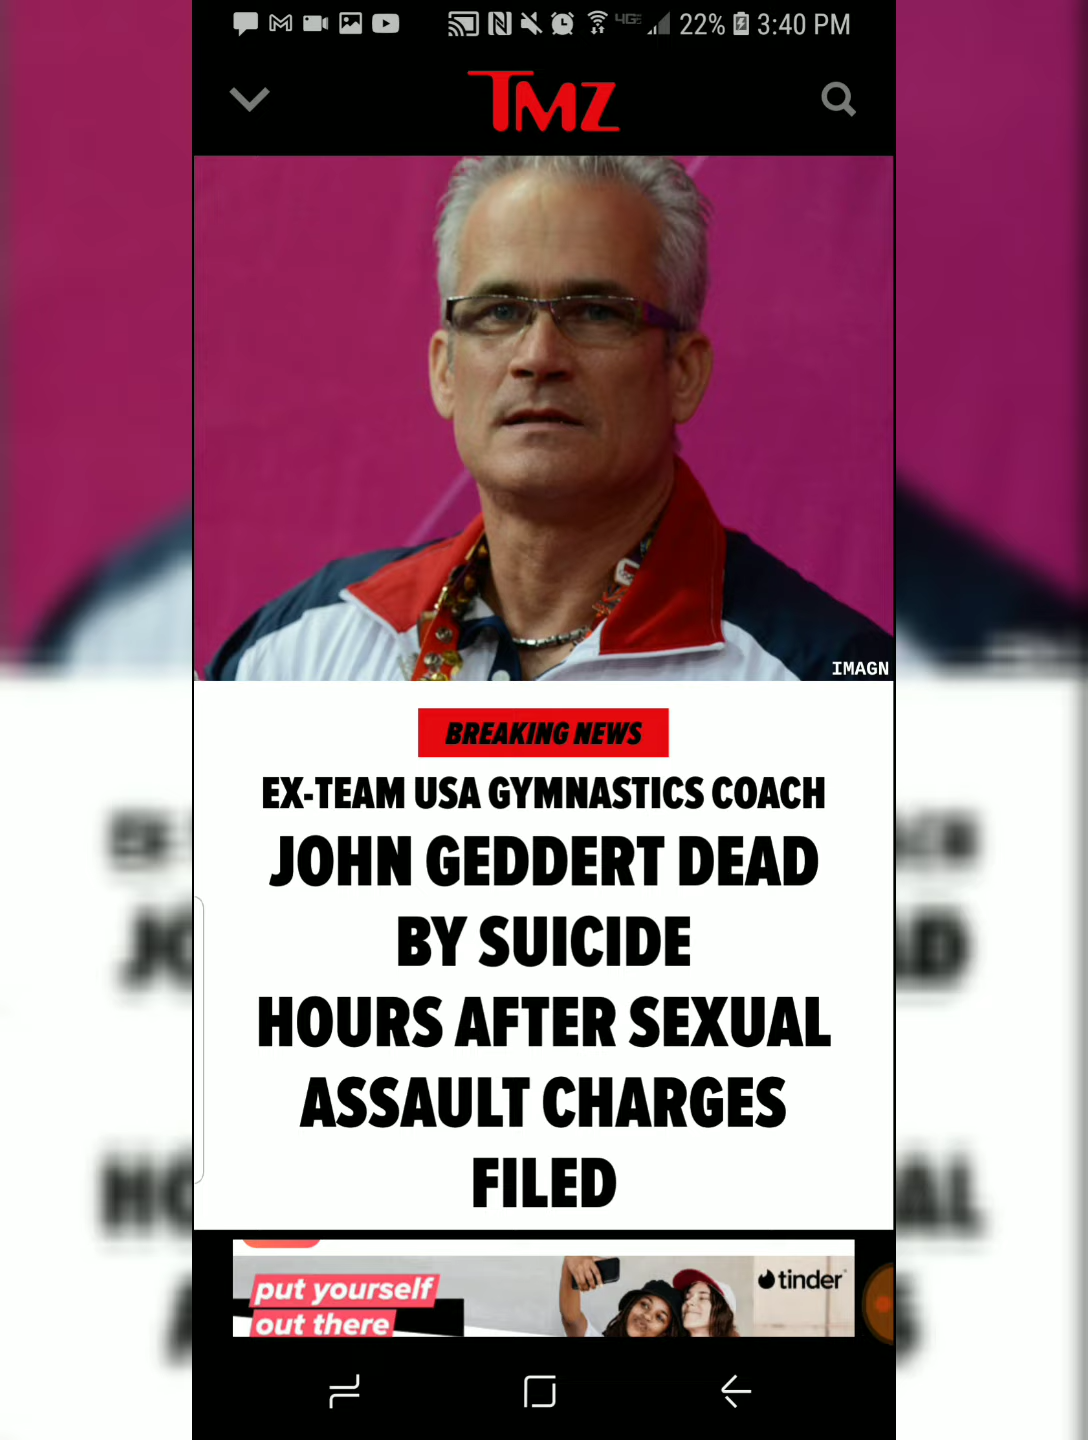 4GE 22% 3:40 PM
TMZ
IMAGN
BREAKING NEWS
EX-TEAM USA GYMNASTICS COACH
JOHN GEDDERT DEAD
BY SUICIDE
HOURS AFTER SEXUAL
ASSAULT CHARGES
FILED
put yourself
out there
tinder